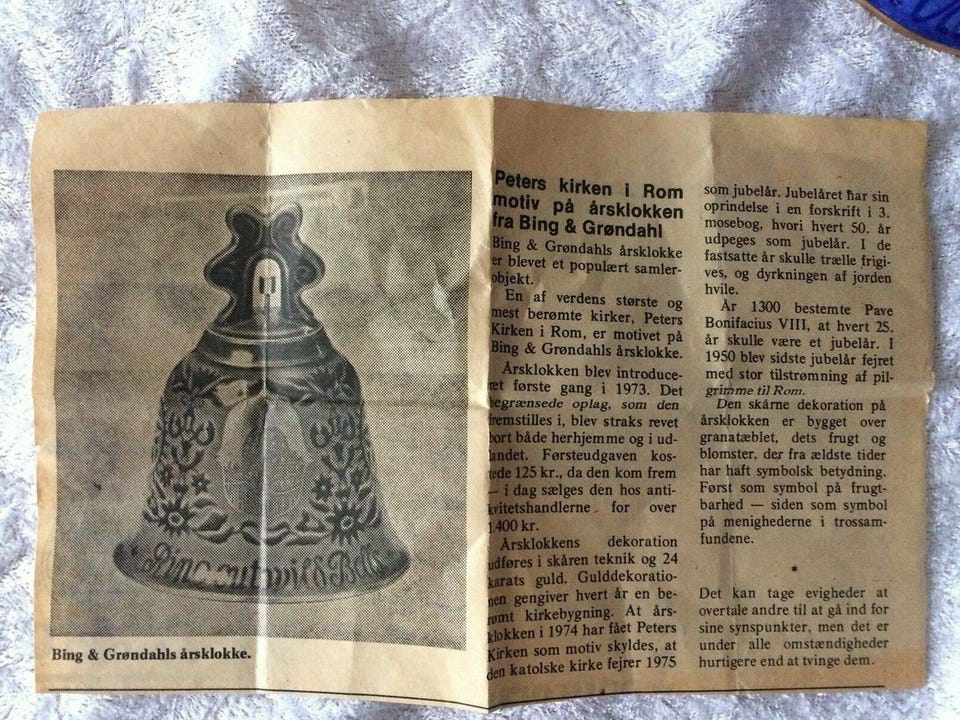 Ring out wild Bells
Bing & Grøndahls årsklokke.
Peters kirken i Rom
motiv på årsklokken
fra Bing & Grøndahl
Bing & Grøndahls årsklokke
er blevet et populært samler-
objekt.
En af verdens største og
mest berømte kirker, Peters
Kirken i Rom, er motivet på
Bing & Grøndahls årsklokke.
Årsklokken blev introduce-
ret første gang i 1973. Det
begrænsede oplag, som den
fremstilles i, blev straks revet
bort både herhjemme og i ud-
landet. Førsteudgaven kos-
tede 125 kr., da den kom frem
— i dag sælges den hos anti-
kvitetshandlerne for over
1.400 kr.
Årsklokkens dekoration
udføres i skåren teknik og 24
karats guld. Gulddekoratio-
nen gengiver hvert år en be-
rømt kirkebygning. At års-
klokken i 1974 har fået Peters
Kirken som motiv skyldes, at
den katolske kirke fejrer 1975
som jubelår. Jubelåret har sin
oprindelse i en forskrift i 3.
mosebog, hvori hvert 50. år
udpeges som jubelår. I de
fastsatte år skulle trælle frigi-
ves, og dyrkningen af jorden
hvile.
År 1300 bestemte Pave
Bonifacius VIII, at hvert 25.
år skulle være et jubelår. I
1950 blev sidste jubelår fejret
med stor tilstrømning af pil-
grimme til Rom.
Den skårne dekoration på
årsklokken er bygget over
granatæblet, dets frugt og
blomster, der fra ældste tider
har haft symbolsk betydning.
Først som symbol på frugt-
barhed — siden som symbol
på menighederne i trossam-
fundene.
*
Det kan tage evigheder at
overtale andre til at gå ind for
sine synspunkter, men det er
under alle omstændigheder
hurtigere end at tvinge dem.